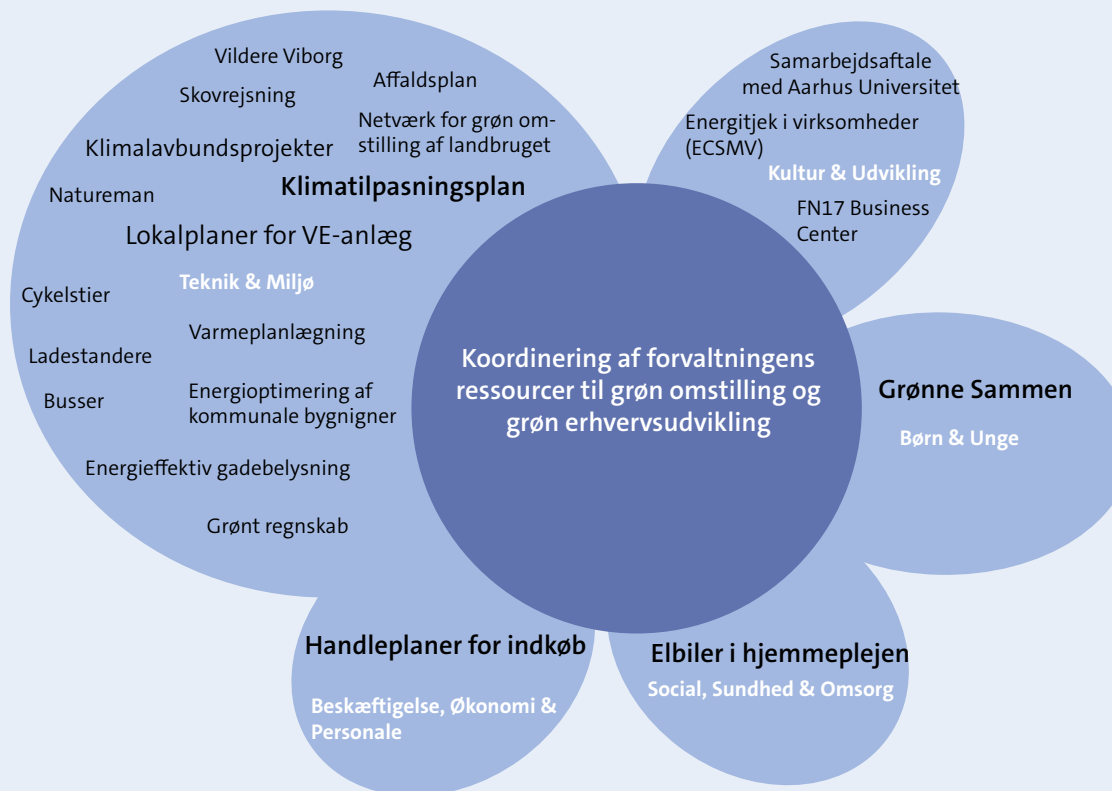 Vildere Viborg
Affaldsplan
Skovrejsning
Netværk for grøn om-
stilling af landbruget
Klimalavbundsprojekter
Natureman
Klimatilpasningsplan
Lokalplaner for VE-anlæg
Teknik & Miljø
Cykelstier
Varmeplanlægning
Ladestandere
Busser
Energioptimering af
kommunale bygnigner
Energieffektiv gadebelysning
Grønt regnskab
Samarbejdsaftale
med Aarhus Universitet
Energitjek i virksomheder
(ECSMV)
Kultur & Udvikling
FN17 Business
Center
Koordinering af forvaltningens
ressourcer til grøn omstilling og
grøn erhvervsudvikling
Grønne Sammen
Børn & Unge
Handleplaner for indkøb
Beskæftigelse, Økonomi &
Personale
Elbiler i hjemmeplejen
Social, Sundhed & Omsorg